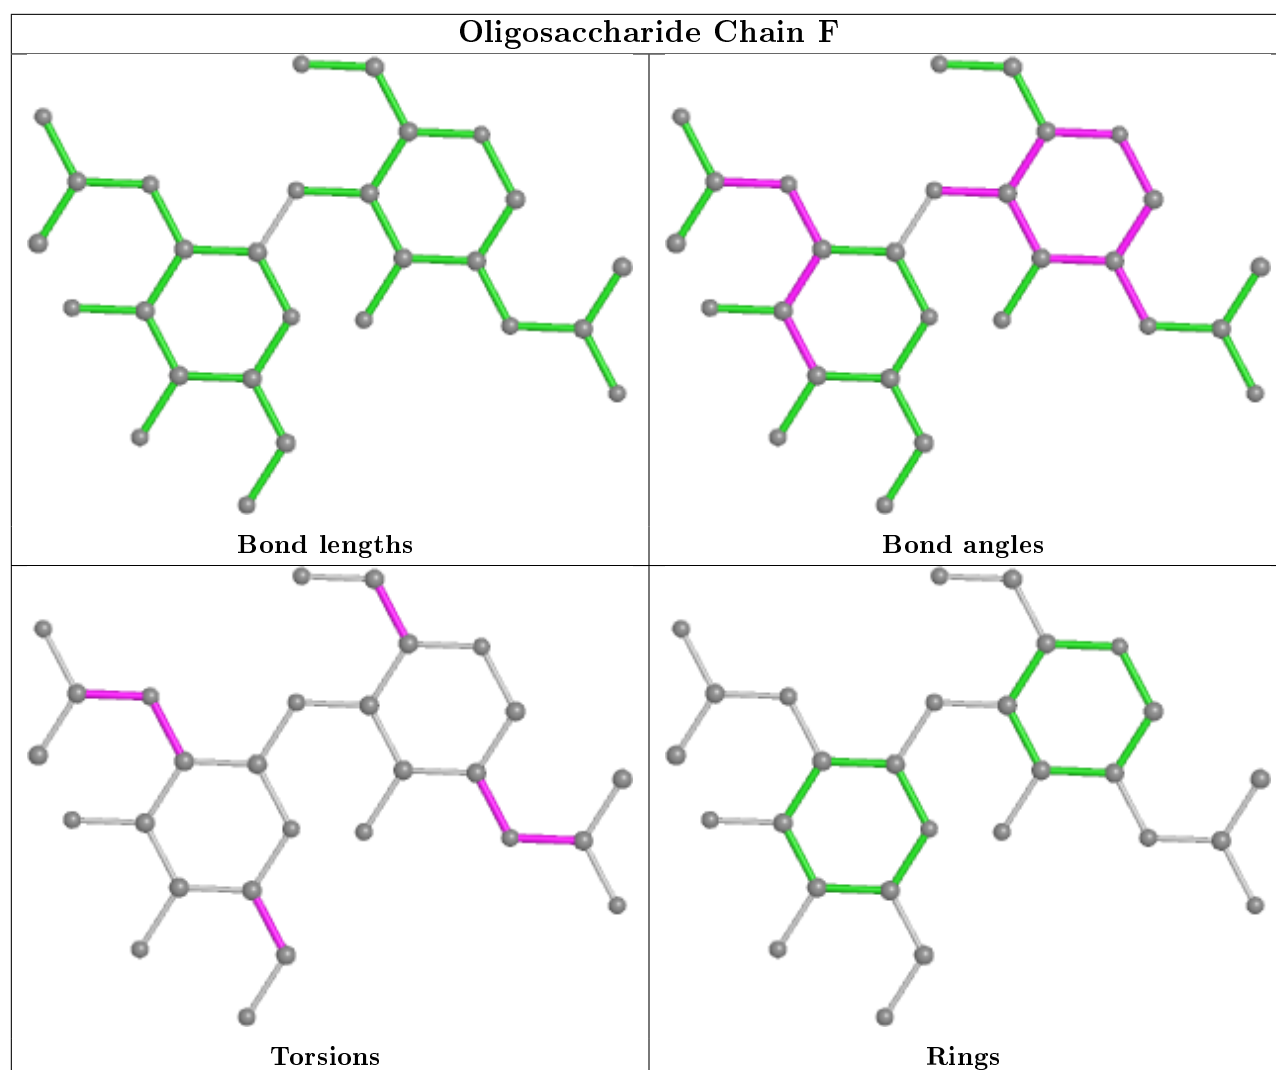 Oligosaccharide Chain F
Bond lengths
Bond angles
Torsions
Rings